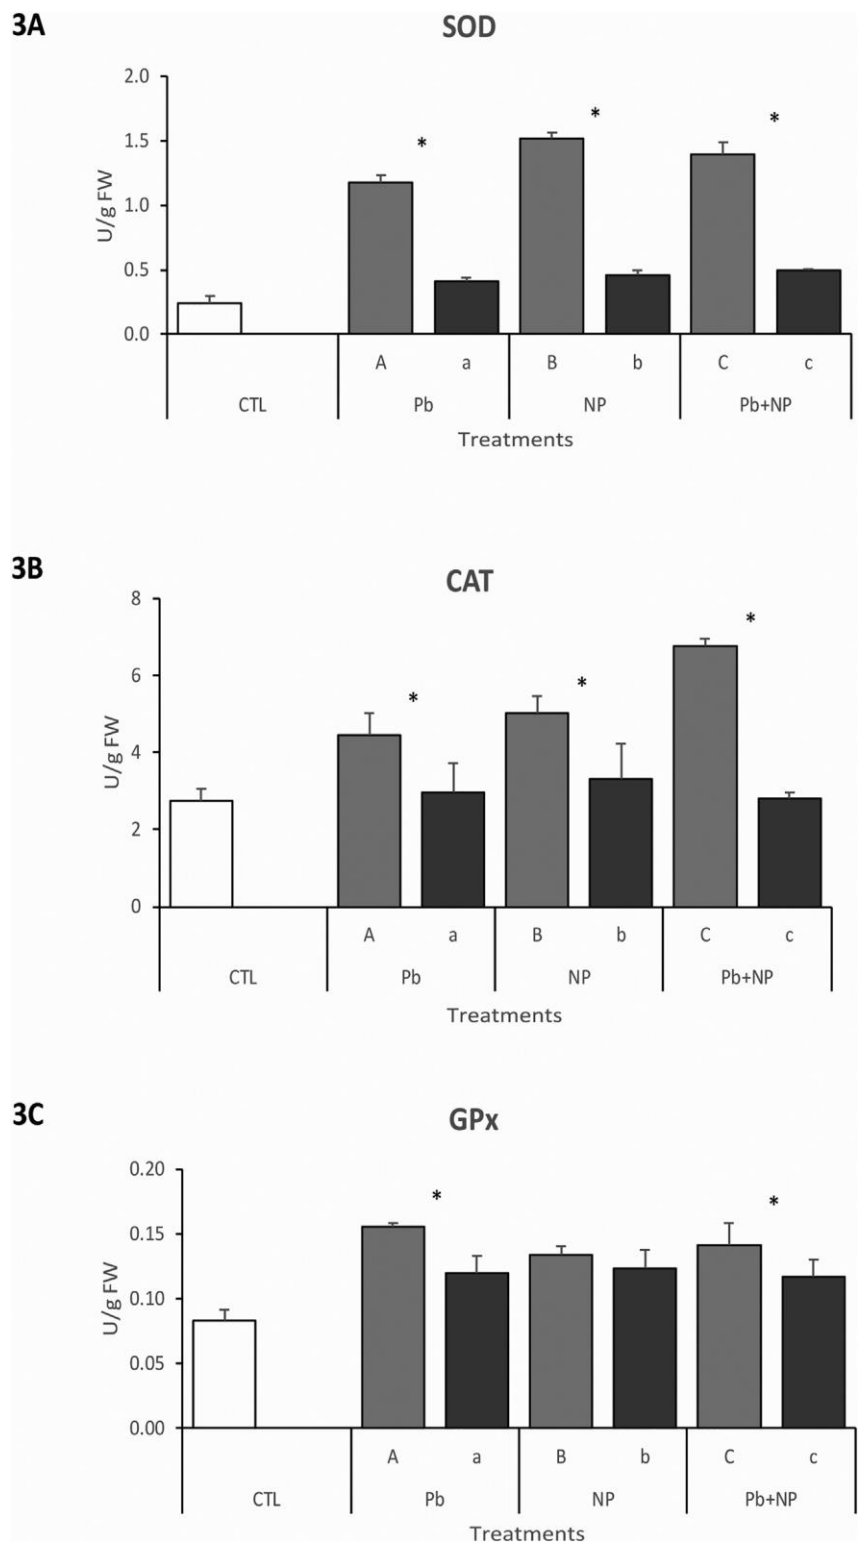 3A
SOD
2.0
*
*
*
1.5
1.0
0.5
0.0
U/g FW
A a B b C c
CTL Pb NP Pb+NP
Treatments
3B
CAT
8
*
6
*
*
4
2
0
U/g FW
A a B b C c
CTL Pb NP Pb+NP
Treatments
3C
GPx
0.20
*
*
0.15
0.10
0.05
0.00
U/g FW
A a B b C c
CTL Pb NP Pb+NP
Treatments